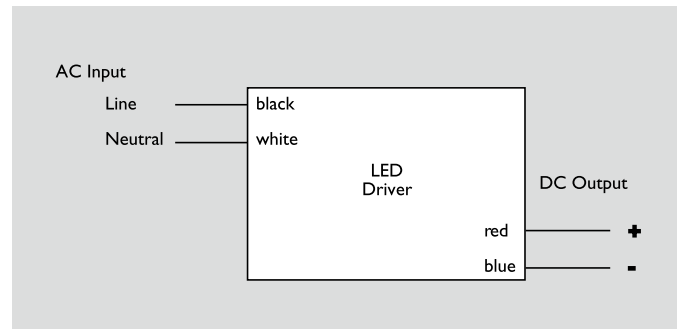 AC Input
Line
black
Neutral
white
LED
Driver
DC Output
red
+
blue
-